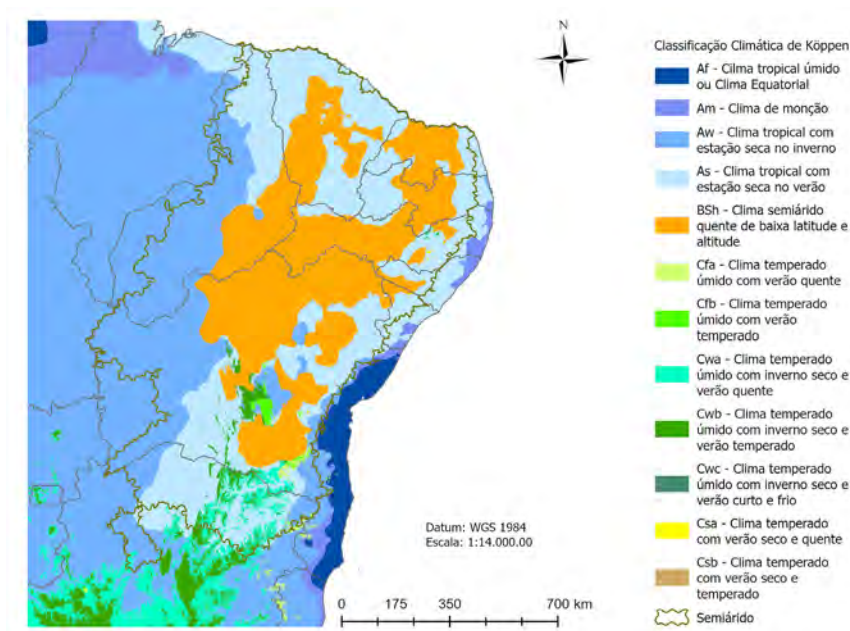 N
Classificação Climática de Köppen
Af - Cilma tropical úmido
ou Clima Equatorial
Am - Clima de monção
Aw - Clima tropical com
estação seca no inverno
As - Clima tropical com
estação seca no verão
BSh - Clima semiárido
quente de baixa latitude e
altitude
Cfa - Clima temperado
úmido com verão quente
Cfb - Clima temperado
úmido com verão
temperado
Cwa - Clima temperado
úmido com inverno seco e
verão quente
Cwb - Clima temperado
úmido com inverno seco e
verão temperado
Cwc - Clima temperado
úmido com inverno seco e
verão curto e frio
Csa - Clima temperado
com verão seco e quente
Csb - Clima temperado
com verão seco e
temperado
Semiárido
Datum: WGS 1984
Escala: 1:14.000.00
0 175 350 700 km